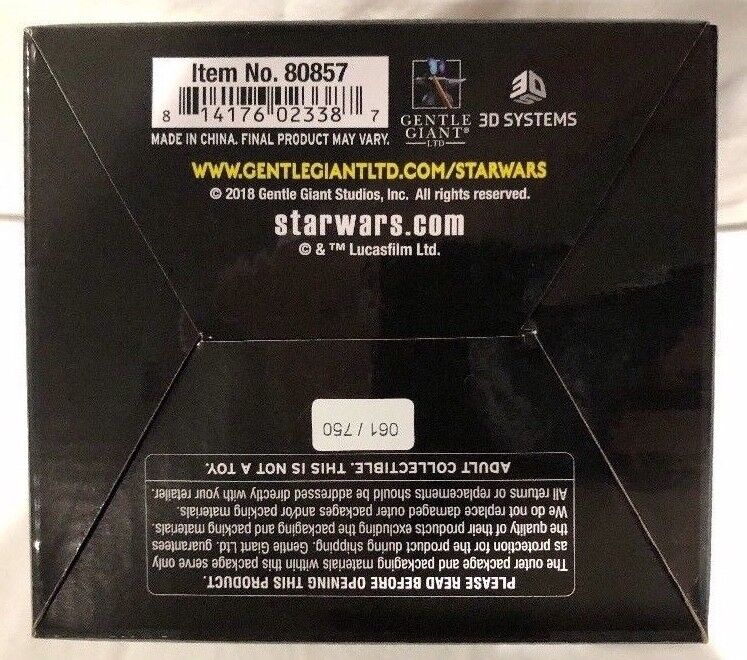 Item No. 80857
8 14176 02338 7
MADE IN CHINA. FINAL PRODUCT MAY VARY.
GENTLE
GIANT®
LTD
3D
3D SYSTEMS
WWW.GENTLEGIANTLTD.COM/STARWARS
© 2018 Gentle Giant Studios, Inc. All rights reserved.
starwars.com
© & ™ Lucasfilm Ltd.
PLEASE READ BEFORE OPENING THIS PRODUCT.
The outer package and packaging materials within this package serve only
as protection for the product during shipping. Gentle Giant Ltd. guarantees
the quality of their products excluding the packaging and packing materials.
We do not replace damaged outer packages and/or packing materials.
All returns or replacements should be addressed directly with your retailer.
ADULT COLLECTIBLE. THIS IS NOT A TOY.
061 / 750